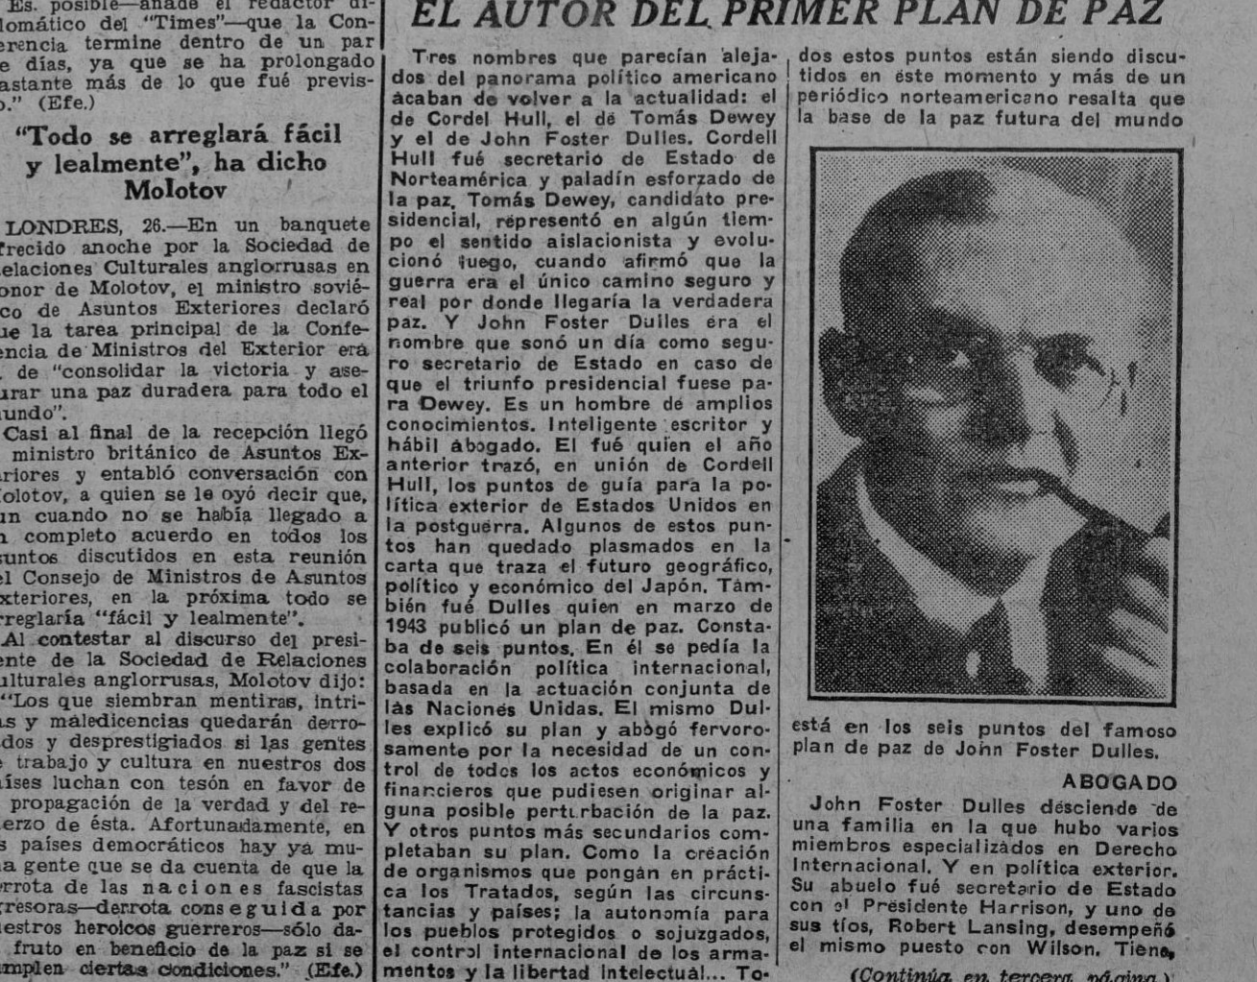 Es. posible—añade el redactor di-
lomático del "Times"—que la Con-
erencia termine dentro de un par
e días, ya que se ha prolongado
astante más de lo que fué previs-
o." (Efe.)
"Todo se arreglará fácil
y lealmente", ha dicho
Molotov
LONDRES, 26.—En un banquete
frecido anoche por la Sociedad de
elaciones Culturales anglorrusas en
onor de Molotov, el ministro sovié-
co de Asuntos Exteriores declaró
ue la tarea principal de la Confe-
encia de Ministros del Exterior era
de "consolidar la victoria y ase-
urar una paz duradera para todo el
undo".
Casi al final de la recepción llegó
ministro británico de Asuntos Ex-
riores y entabló conversación con
olotov, a quien se le oyó decir que,
un cuando no se había llegado a
n completo acuerdo en todos los
suntos discutidos en esta reunión
el Consejo de Ministros de Asuntos
xteriores, en la próxima todo se
rreglaría "fácil y lealmente".
Al contestar al discurso del presi-
ente de la Sociedad de Relaciones
ulturales anglorrusas, Molotov dijo:
"Los que siembran mentiras, intri-
as y maledicencias quedarán derro-
dos y desprestigiados si las gentes
e trabajo y cultura en nuestros dos
aíses luchan con tesón en favor de
propagación de la verdad y del re-
erzo de ésta. Afortunadamente, en
s países democráticos hay ya mu-
a gente que se da cuenta de que la
rrota de las naciones fascistas
gresoras—derrota conseguida por
estros heroicos guerreros—sólo da-
fruto en beneficio de la paz si se
mplen ciertas condiciones." (Efe.)
EL AUTOR DEL PRIMER PLAN DE PAZ
Tres nombres que parecían aleja-
dos del panorama político americano
acaban de volver a la actualidad: el
de Cordel Hull, el de Tomás Dewey
y el de John Foster Dulles. Cordell
Hull fué secretario de Estado de
Norteamérica y paladín esforzado de
la paz. Tomás Dewey, candidato pre-
sidencial, representó en algún tiem-
po el sentido aislacionista y evolu-
cionó luego, cuando afirmó que la
guerra era el único camino seguro y
real por donde llegaría la verdadera
paz. Y John Foster Dulles era el
nombre que sonó un día como segu-
ro secretario de Estado en caso de
que el triunfo presidencial fuese pa-
ra Dewey. Es un hombre de amplios
conocimientos. Inteligente escritor y
hábil abogado. El fué quien el año
anterior trazó, en unión de Cordell
Hull, los puntos de guía para la po-
lítica exterior de Estados Unidos en
la postguerra. Algunos de estos pun-
tos han quedado plasmados en la
carta que traza el futuro geográfico,
político y económico del Japón. Tam-
bién fué Dulles quien en marzo de
1943 publicó un plan de paz. Consta-
ba de seis puntos. En él se pedía la
colaboración política internacional,
basada en la actuación conjunta de
las Naciones Unidas. El mismo Dul-
les explicó su plan y abogó fervoro-
samente por la necesidad de un con-
trol de todos los actos económicos y
financieros que pudiesen originar al-
guna posible perturbación de la paz.
Y otros puntos más secundarios com-
pletaban su plan. Como la creación
de organismos que pongan en prácti-
ca los Tratados, según las circuns-
tancias y países; la autonomía para
los pueblos protegidos o sojuzgados,
el control internacional de los arma-
mentos y la libertad intelectual... To-
dos estos puntos están siendo discu-
tidos en este momento y más de un
periódico norteamericano resalta que
la base de la paz futura del mundo
está en los seis puntos del famoso
plan de paz de John Foster Dulles.
ABOGADO
John Foster Dulles desciende de
una familia en la que hubo varios
miembros especializados en Derecho
Internacional. Y en política exterior.
Su abuelo fué secretario de Estado
con el Presidente Harrison, y uno de
sus tíos, Robert Lansing, desempeñó
el mismo puesto con Wilson. Tiene,
(Continúa en tercera página.)